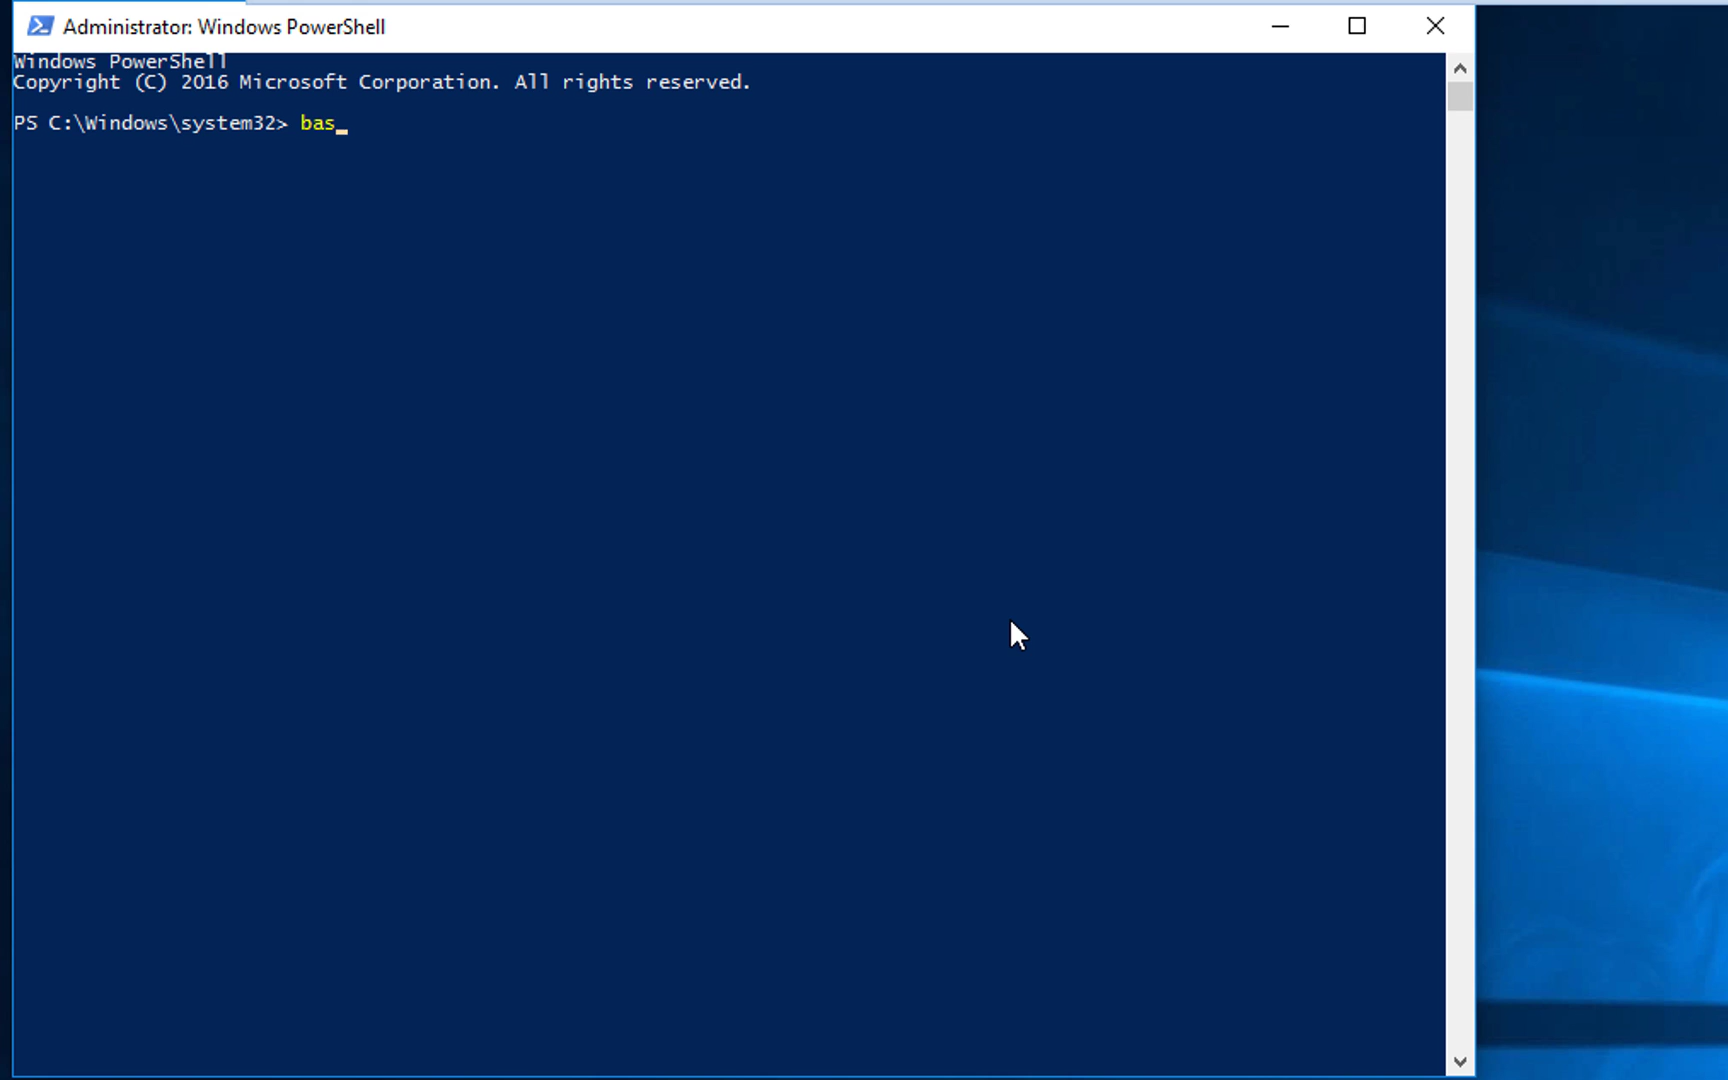 Administrator: Windows PowerShell
Windows PowerShell
Copyright (C) 2016 Microsoft Corporation. All rights reserved.
PS C:\Windows\system32> bas